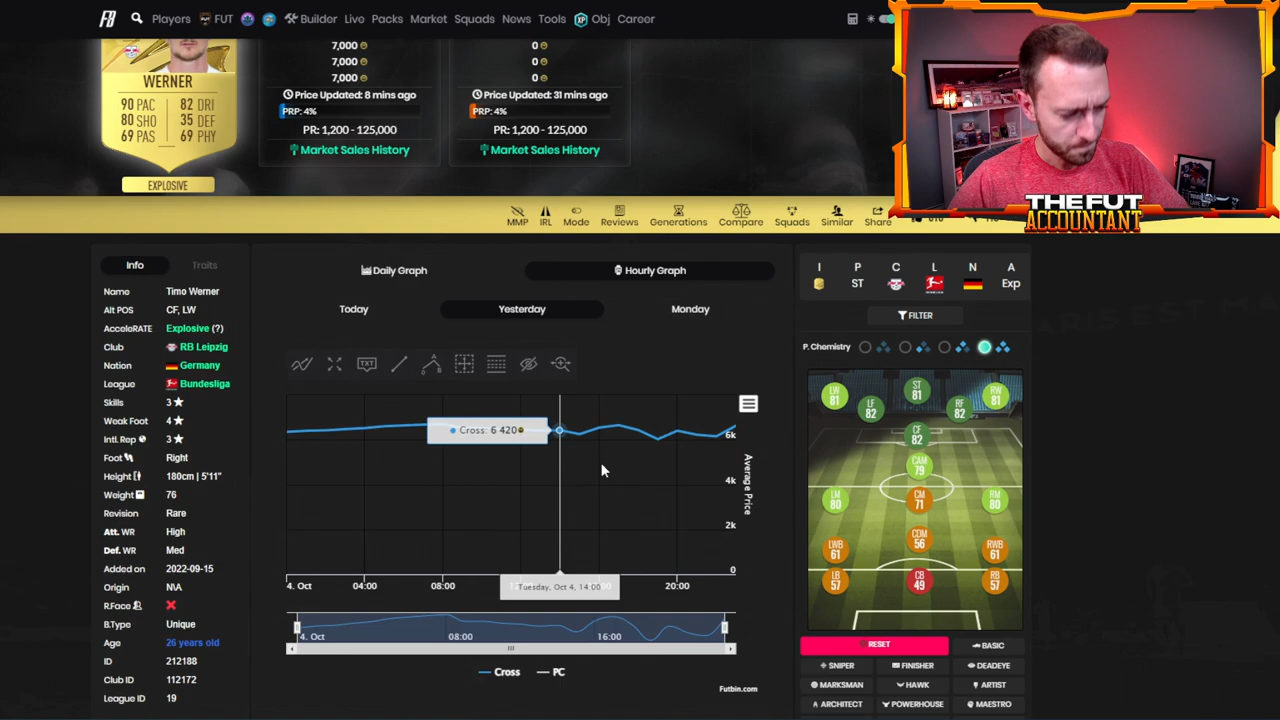 FB Players FUT Builder Live Packs Market Squads News Tools XP Obj Career
WERNER
90 PAC 82 DRI
80 SHO 35 DEF
69 PAS 69 PHY
EXPLOSIVE
7,000
7,000
7,000
Price Updated: 8 mins ago
PRP: 4%
PR: 1,200 - 125,000
Market Sales History
0
0
0
Price Updated: 31 mins ago
PRP: 4%
PR: 1,200 - 125,000
Market Sales History
THE FUT
ACCOUNTANT
MMP IRL Mode Reviews Generations Compare Squads Similar Share
Info Traits
Name Timo Werner
Alt POS CF, LW
AcceleRATE Explosive (?)
Club RB Leipzig
Nation Germany
League Bundesliga
Skills 3
Weak Foot 4
Intl. Rep 3
Foot Right
Height 180cm | 5'11"
Weight 76
Revision Rare
Att. WR High
Def. WR Med
Added on 2022-09-15
Origin N\A
R.Face
B.Type Unique
Age 26 years old
ID 212188
Club ID 112172
League ID 19
Daily Graph Hourly Graph
Today Yesterday Monday
TXT
Cross: 6 420
6k
4k
2k
0
Average Price
4. Oct 04:00 08:00 20:00
Tuesday, Oct 4, 14:00
4. Oct 08:00 16:00
Cross PC
Futbin.com
I P C L N A
ST Exp
FILTER
P. Chemistry
LW 81
ST 81
RW 81
LF 82
RF 82
CF 82
CAM 79
LM 80
CM 71
RM 80
CDM 56
LWB 61
RWB 61
LB 57
CB 49
RB 57
RESET BASIC
SNIPER FINISHER DEADEYE
MARKSMAN HAWK ARTIST
ARCHITECT POWERHOUSE MAESTRO